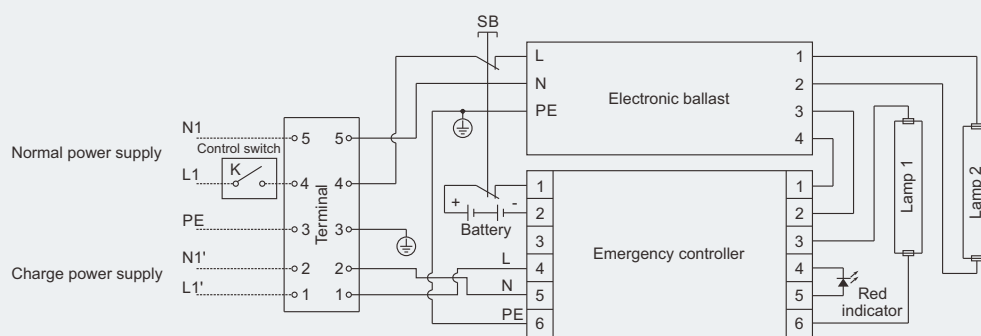 SB
L
N
PE
Electronic ballast
1
2
3
4
Normal power supply
N1
L1
Control switch
K
PE
Charge power supply
N1'
L1'
5
4
3
2
1
Terminal
5
4
3
2
1
+
-
Battery
L
N
PE
1
2
3
4
5
6
Emergency controller
1
2
3
4
5
6
Red
indicator
Lamp 1
Lamp 2